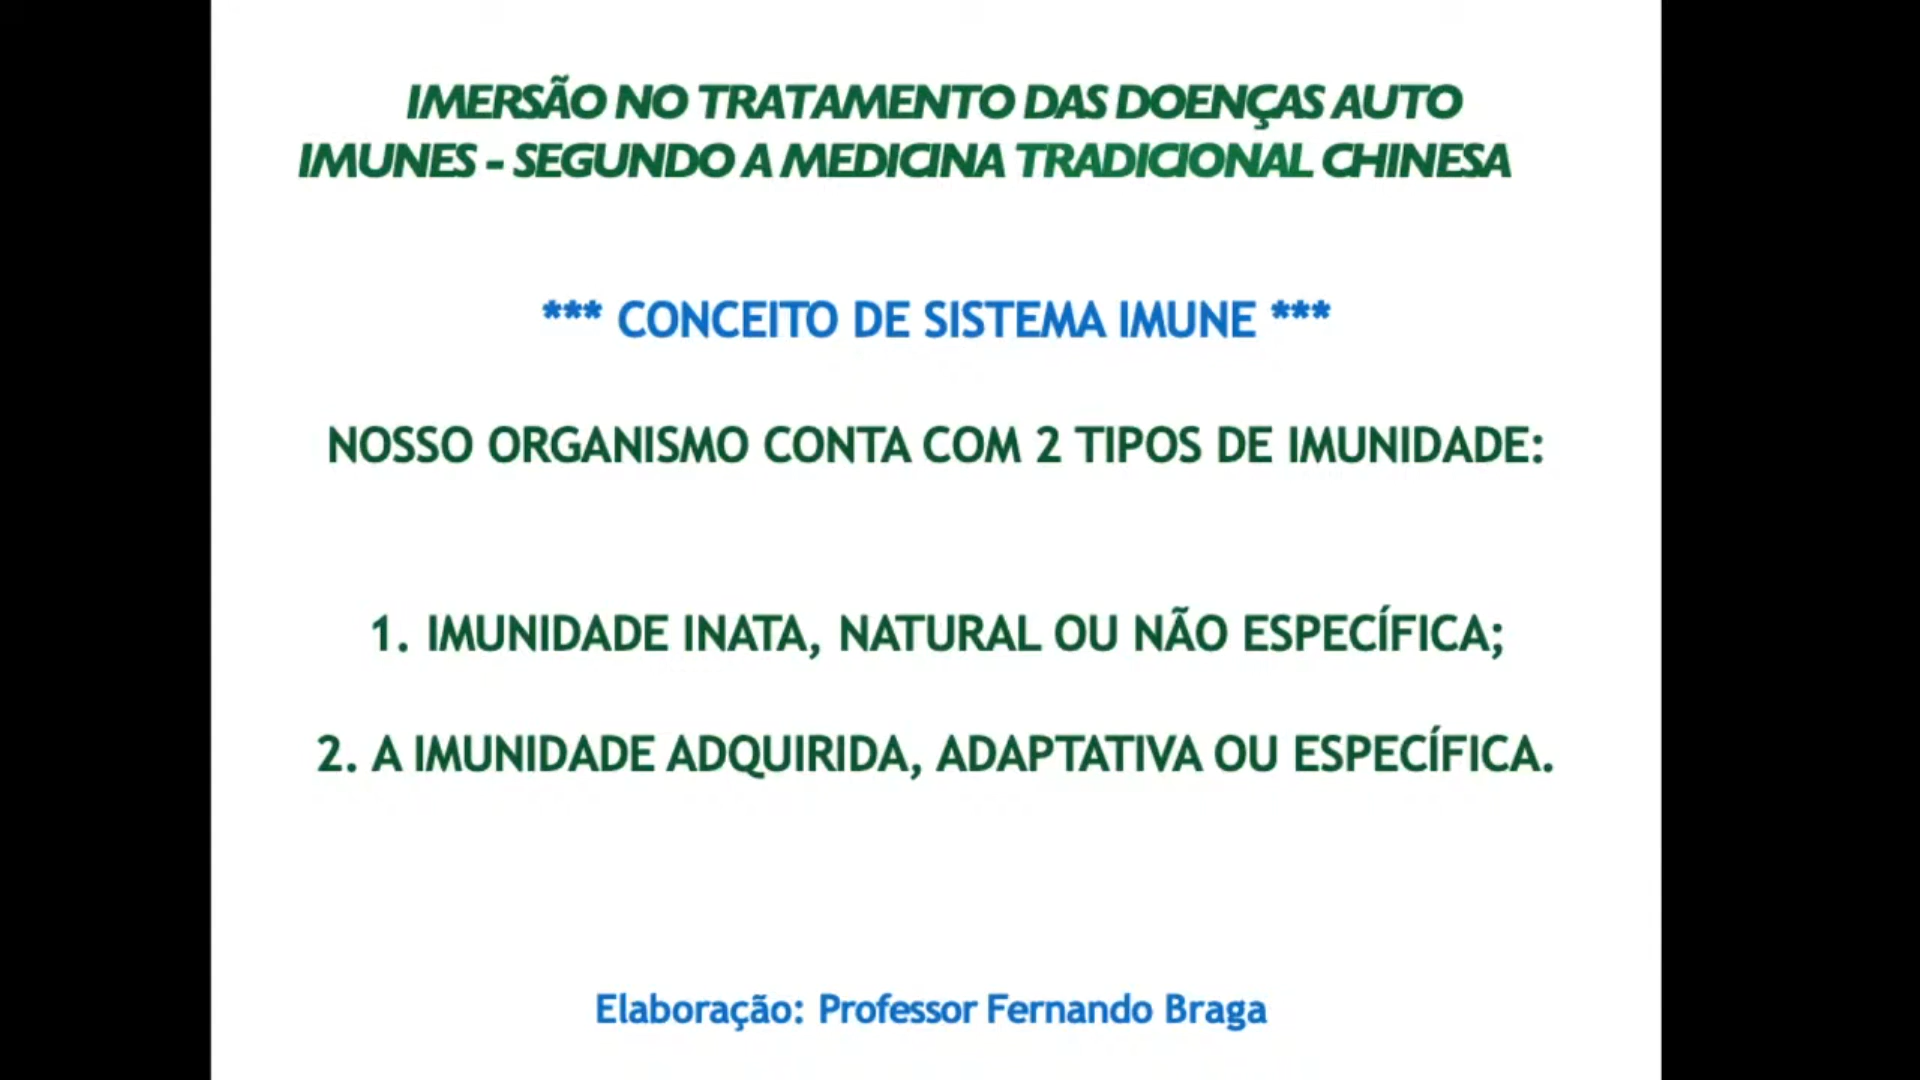 IMERSÃO NO TRATAMENTO DAS DOENÇAS AUTO
IMUNES - SEGUNDO A MEDICINA TRADICIONAL CHINESA
*** CONCEITO DE SISTEMA IMUNE ***
NOSSO ORGANISMO CONTA COM 2 TIPOS DE IMUNIDADE:
1. IMUNIDADE INATA, NATURAL OU NÃO ESPECÍFICA;
2. A IMUNIDADE ADQUIRIDA, ADAPTATIVA OU ESPECÍFICA.
Elaboração: Professor Fernando Braga